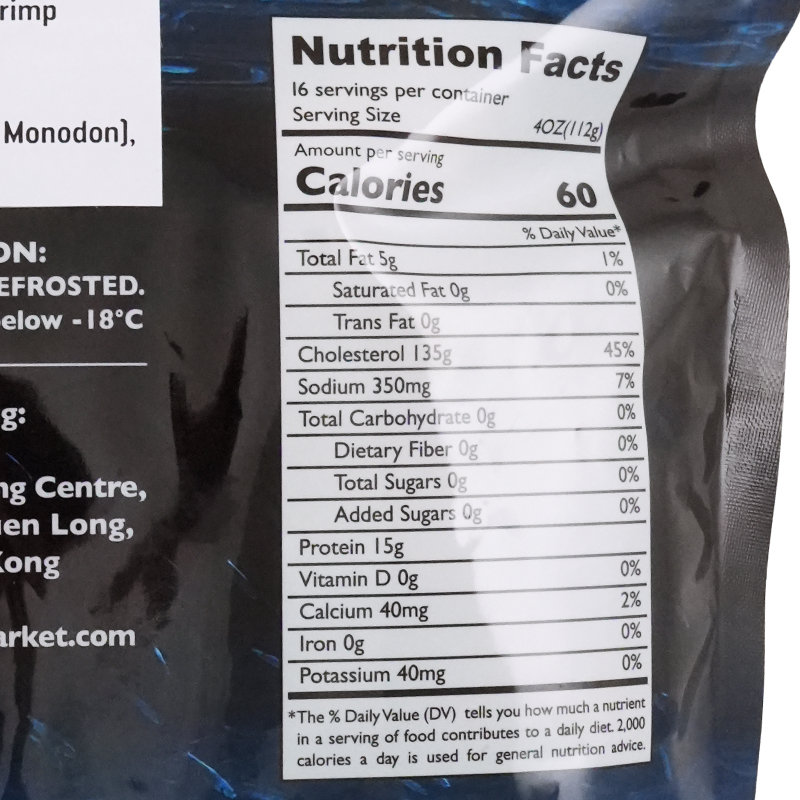 rimp
Monodon),
ON:
EFROSTED.
elow -18°C
g:
ng Centre,
en Long,
Kong
arket.com
Nutrition Facts
16 servings per container
Serving Size 4OZ(112g)
Amount per serving
Calories 60
% Daily Value*
Total Fat 5g 1%
Saturated Fat 0g 0%
Trans Fat 0g
Cholesterol 135g 45%
Sodium 350mg 7%
Total Carbohydrate 0g 0%
Dietary Fiber 0g 0%
Total Sugars 0g 0%
Added Sugars 0g 0%
Protein 15g
Vitamin D 0g 0%
Calcium 40mg 2%
Iron 0g 0%
Potassium 40mg 0%
*The % Daily Value (DV) tells you how much a nutrient
in a serving of food contributes to a daily diet. 2,000
calories a day is used for general nutrition advice.